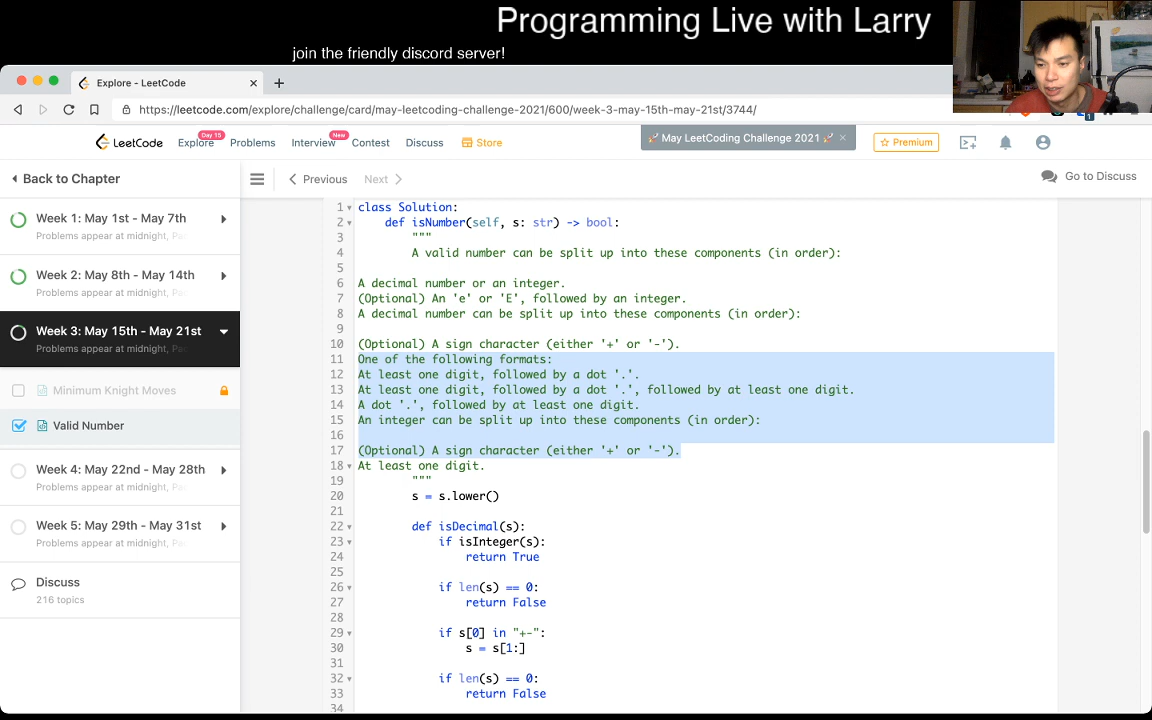 Programming Live with Larry
join the friendly discord server!
Explore - LeetCode
https://leetcode.com/explore/challenge/card/may-leetcoding-challenge-2021/600/week-3-may-15th-may-21st/3744/
LeetCode
Explore
Day 15
Problems
Interview
New
Contest
Discuss
Store
🚀 May LeetCoding Challenge 2021 🚀
Premium
Back to Chapter
Previous
Next
Go to Discuss
Week 1: May 1st - May 7th
Problems appear at midnight, Pa
Week 2: May 8th - May 14th
Problems appear at midnight, Pa
Week 3: May 15th - May 21st
Problems appear at midnight, Pa
Minimum Knight Moves
Valid Number
Week 4: May 22nd - May 28th
Problems appear at midnight, Pa
Week 5: May 29th - May 31st
Problems appear at midnight, Pa
Discuss
216 topics
1 class Solution:
2 def isNumber(self, s: str) -> bool:
3 """
4 A valid number can be split up into these components (in order):
5
6 A decimal number or an integer.
7 (Optional) An 'e' or 'E', followed by an integer.
8 A decimal number can be split up into these components (in order):
9
10 (Optional) A sign character (either '+' or '-').
11 One of the following formats:
12 At least one digit, followed by a dot '.'.
13 At least one digit, followed by a dot '.', followed by at least one digit.
14 A dot '.', followed by at least one digit.
15 An integer can be split up into these components (in order):
16
17 (Optional) A sign character (either '+' or '-').
18 At least one digit.
19 """
20 s = s.lower()
21
22 def isDecimal(s):
23 if isInteger(s):
24 return True
25
26 if len(s) == 0:
27 return False
28
29 if s[0] in "+-":
30 s = s[1:]
31
32 if len(s) == 0:
33 return False
34